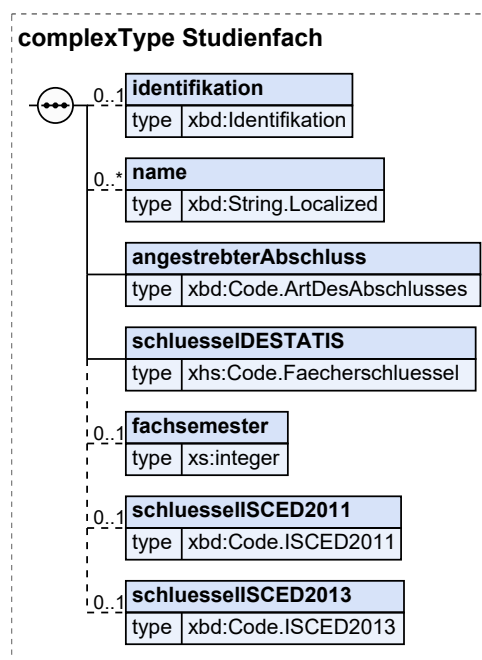 complexType Studienfach
0..1 identifikation
type xbd:Identifikation
0..* name
type xbd:String.Localized
angestrebterAbschluss
type xbd:Code.ArtDesAbschlusses
schluesselDESTATIS
type xhs:Code.Faecherschluessel
0..1 fachsemester
type xs:integer
0..1 schluesselISCED2011
type xbd:Code.ISCED2011
0..1 schluesselISCED2013
type xbd:Code.ISCED2013